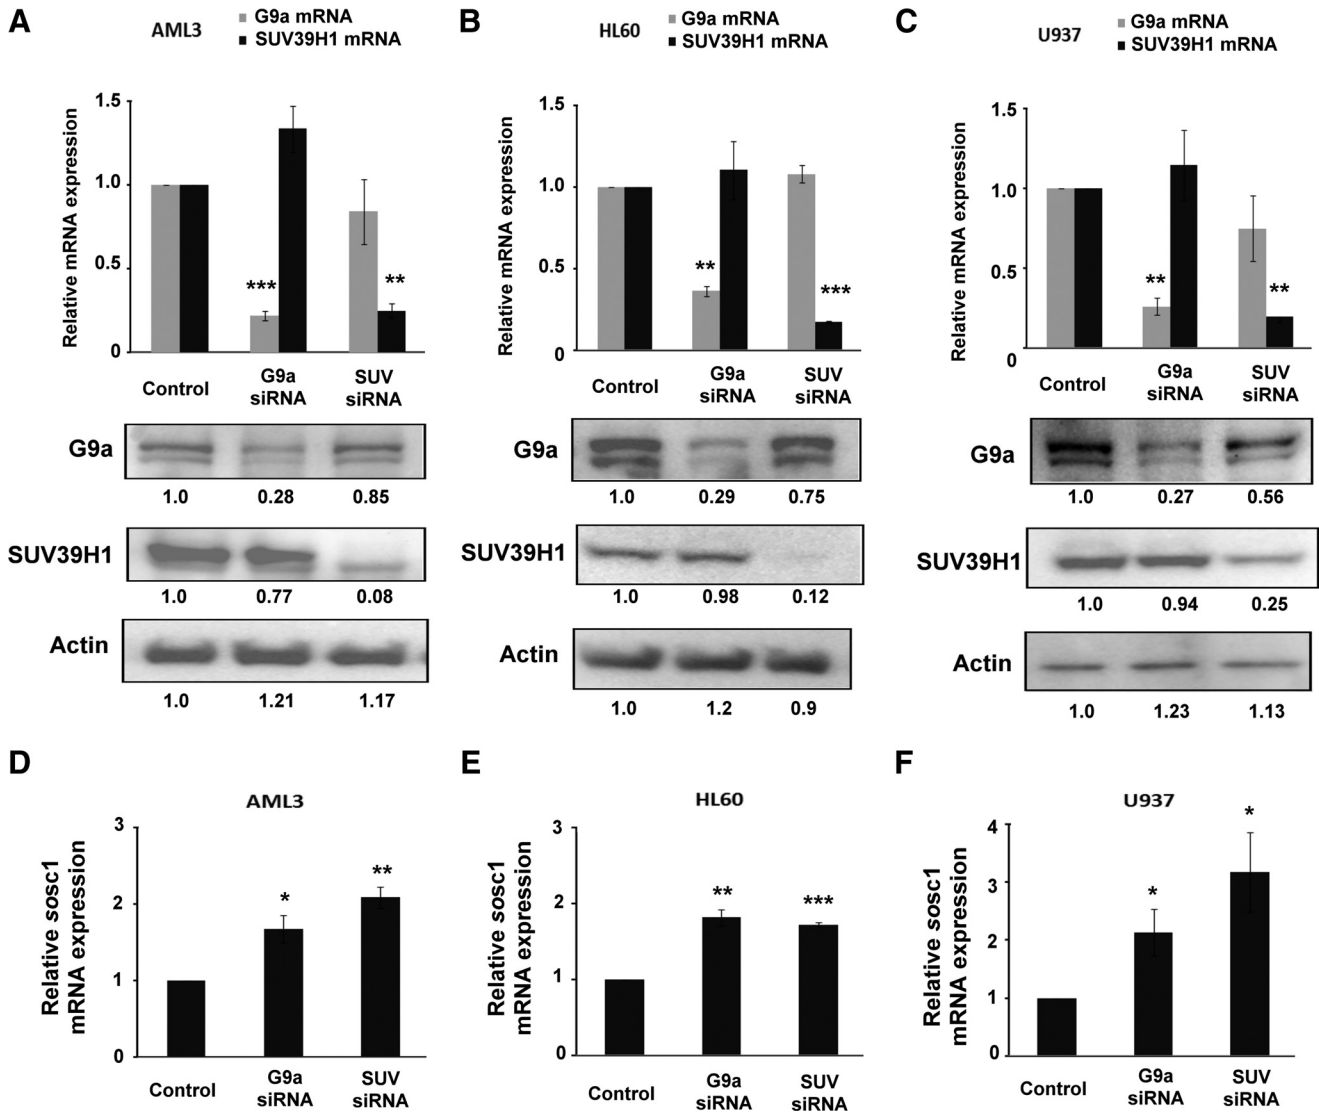 A
AML3
G9a mRNA
SUV39H1 mRNA
Relative mRNA expression
1.5
1.0
0.5
0
***
**
Control
G9a
siRNA
SUV
siRNA
G9a
1.0 0.28 0.85
SUV39H1
1.0 0.77 0.08
Actin
1.0 1.21 1.17
B
HL60
G9a mRNA
SUV39H1 mRNA
Relative mRNA expression
1.5
1.0
0.5
0
**
***
Control
G9a
siRNA
SUV
siRNA
G9a
1.0 0.29 0.75
SUV39H1
1.0 0.98 0.12
Actin
1.0 1.2 0.9
C
U937
G9a mRNA
SUV39H1 mRNA
Relative mRNA expression
1.5
1.0
0.5
0
**
**
Control
G9a
siRNA
SUV
siRNA
G9a
1.0 0.27 0.56
SUV39H1
1.0 0.94 0.25
Actin
1.0 1.23 1.13
D
AML3
Relative sosc1
mRNA expression
3
2
1
0
*
**
Control
G9a
siRNA
SUV
siRNA
E
HL60
Relative sosc1
mRNA expression
3
2
1
0
**
***
Control
G9a
siRNA
SUV
siRNA
F
U937
Relative sosc1
mRNA expression
4
3
2
1
0
*
*
Control
G9a
siRNA
SUV
siRNA